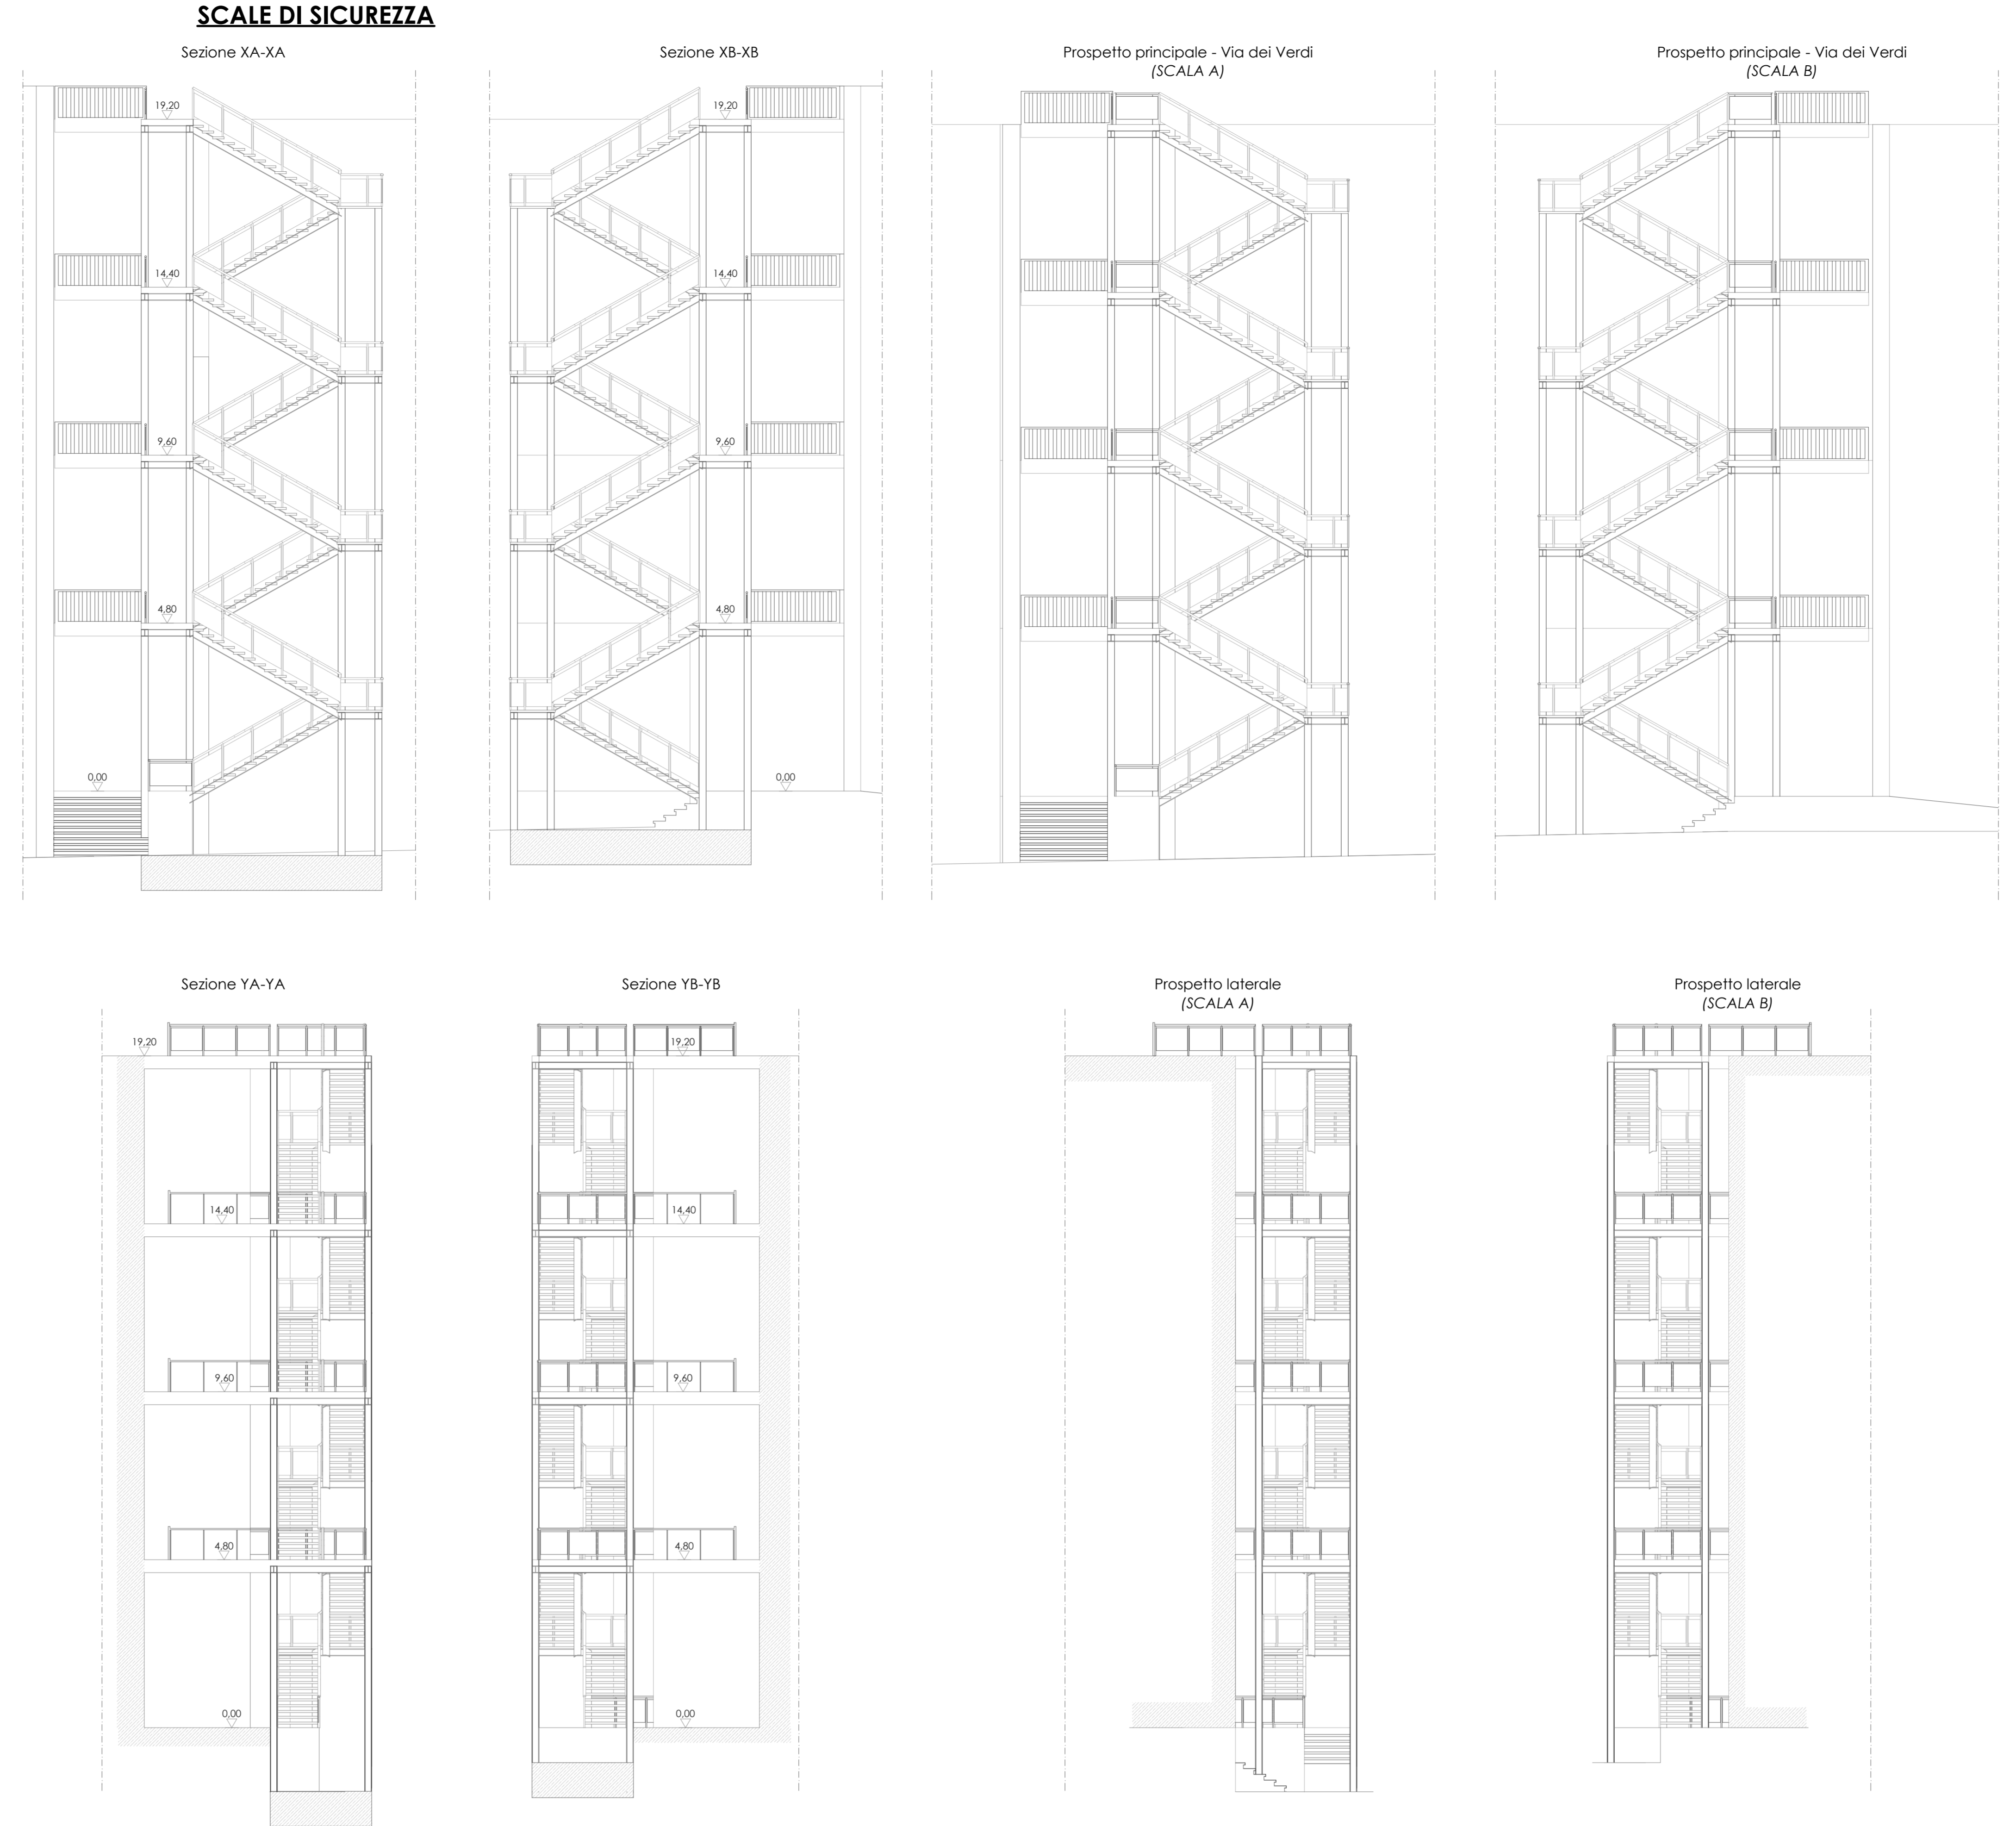 SCALE DI SICUREZZA
Sezione XA-XA
Sezione XB-XB
Prospetto principale - Via dei Verdi
(SCALA A)
Prospetto principale - Via dei Verdi
(SCALA B)
19,20
19,20
14,40
14,40
9,60
9,60
4,80
4,80
0,00
0,00
Sezione YA-YA
Sezione YB-YB
Prospetto laterale
(SCALA A)
Prospetto laterale
(SCALA B)
19,20
19,20
14,40
14,40
9,60
9,60
4,80
4,80
0,00
0,00